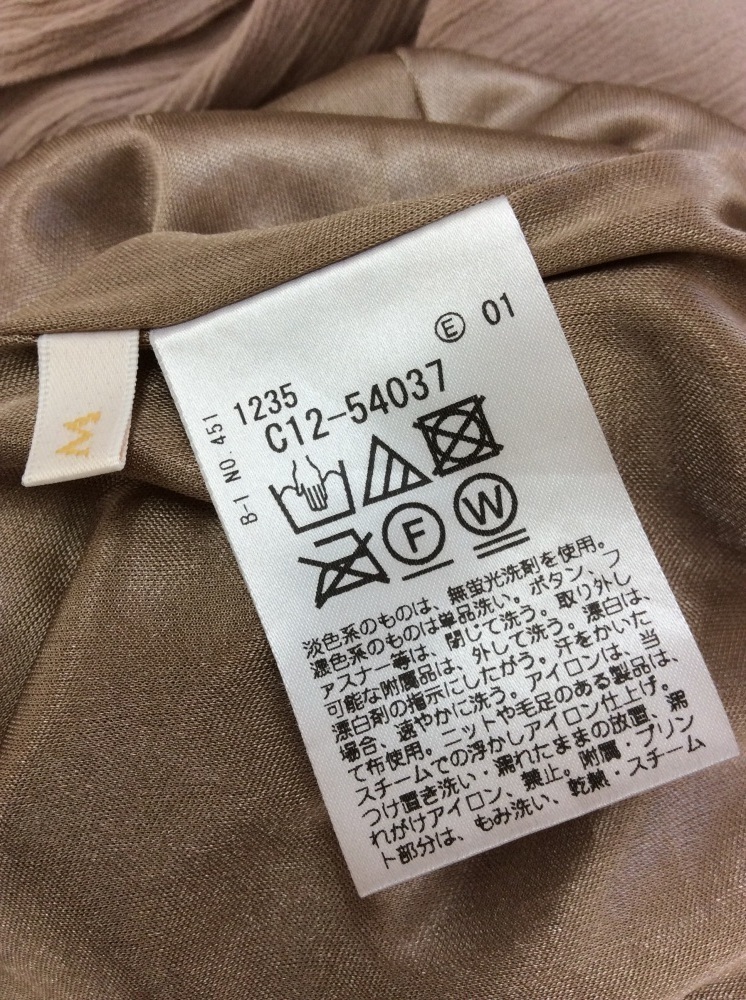 Ⓔ 01
1235
C12-54037
B-1 NO.451
M
F
W
淡色系のものは、無蛍光洗剤を使用。
濃色系のものは単品洗い。ボタン、フ
ァスナー等は、閉じて洗う。取り外し
可能な附属品は、外して洗う。漂白は、
漂白剤の指示にしたがう。汗をかいた
場合、速やかに洗う。アイロンは、当
て布使用。ニットや毛足のある製品は、
スチームでの浮かしアイロン仕上げ。
つけ置き洗い・濡れたままの放置、濡
れがけアイロン、禁止。附属・プリン
ト部分は、もみ洗い、乾熱・スチーム